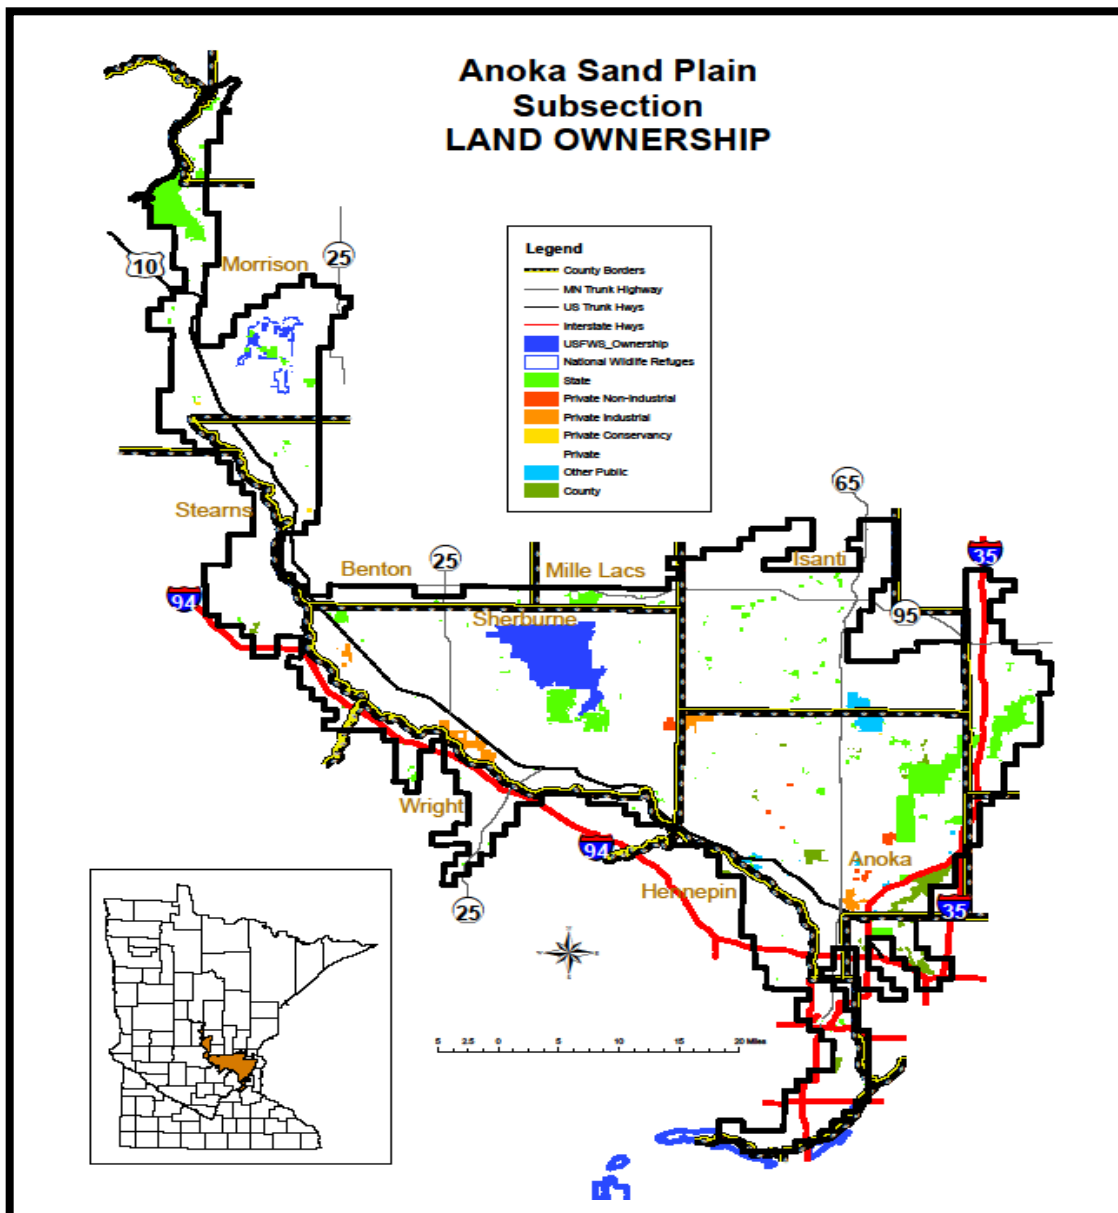 Anoka Sand Plain
Subsection
LAND OWNERSHIP
Legend
County Borders
MN Trunk Highway
US Trunk Hwys
Interstate Hwys
USFWS_Ownership
National Wildlife Refuges
State
Private Non-Industrial
Private Industrial
Private Conservancy
Private
Other Public
County
10
Morrison
25
Stearns
65
94
Benton
25
Mille Lacs
Isanti
35
Sherburne
95
Wright
94
Anoka
Hennepin
25
35
5 2.5 0 5 10 15 20 Miles